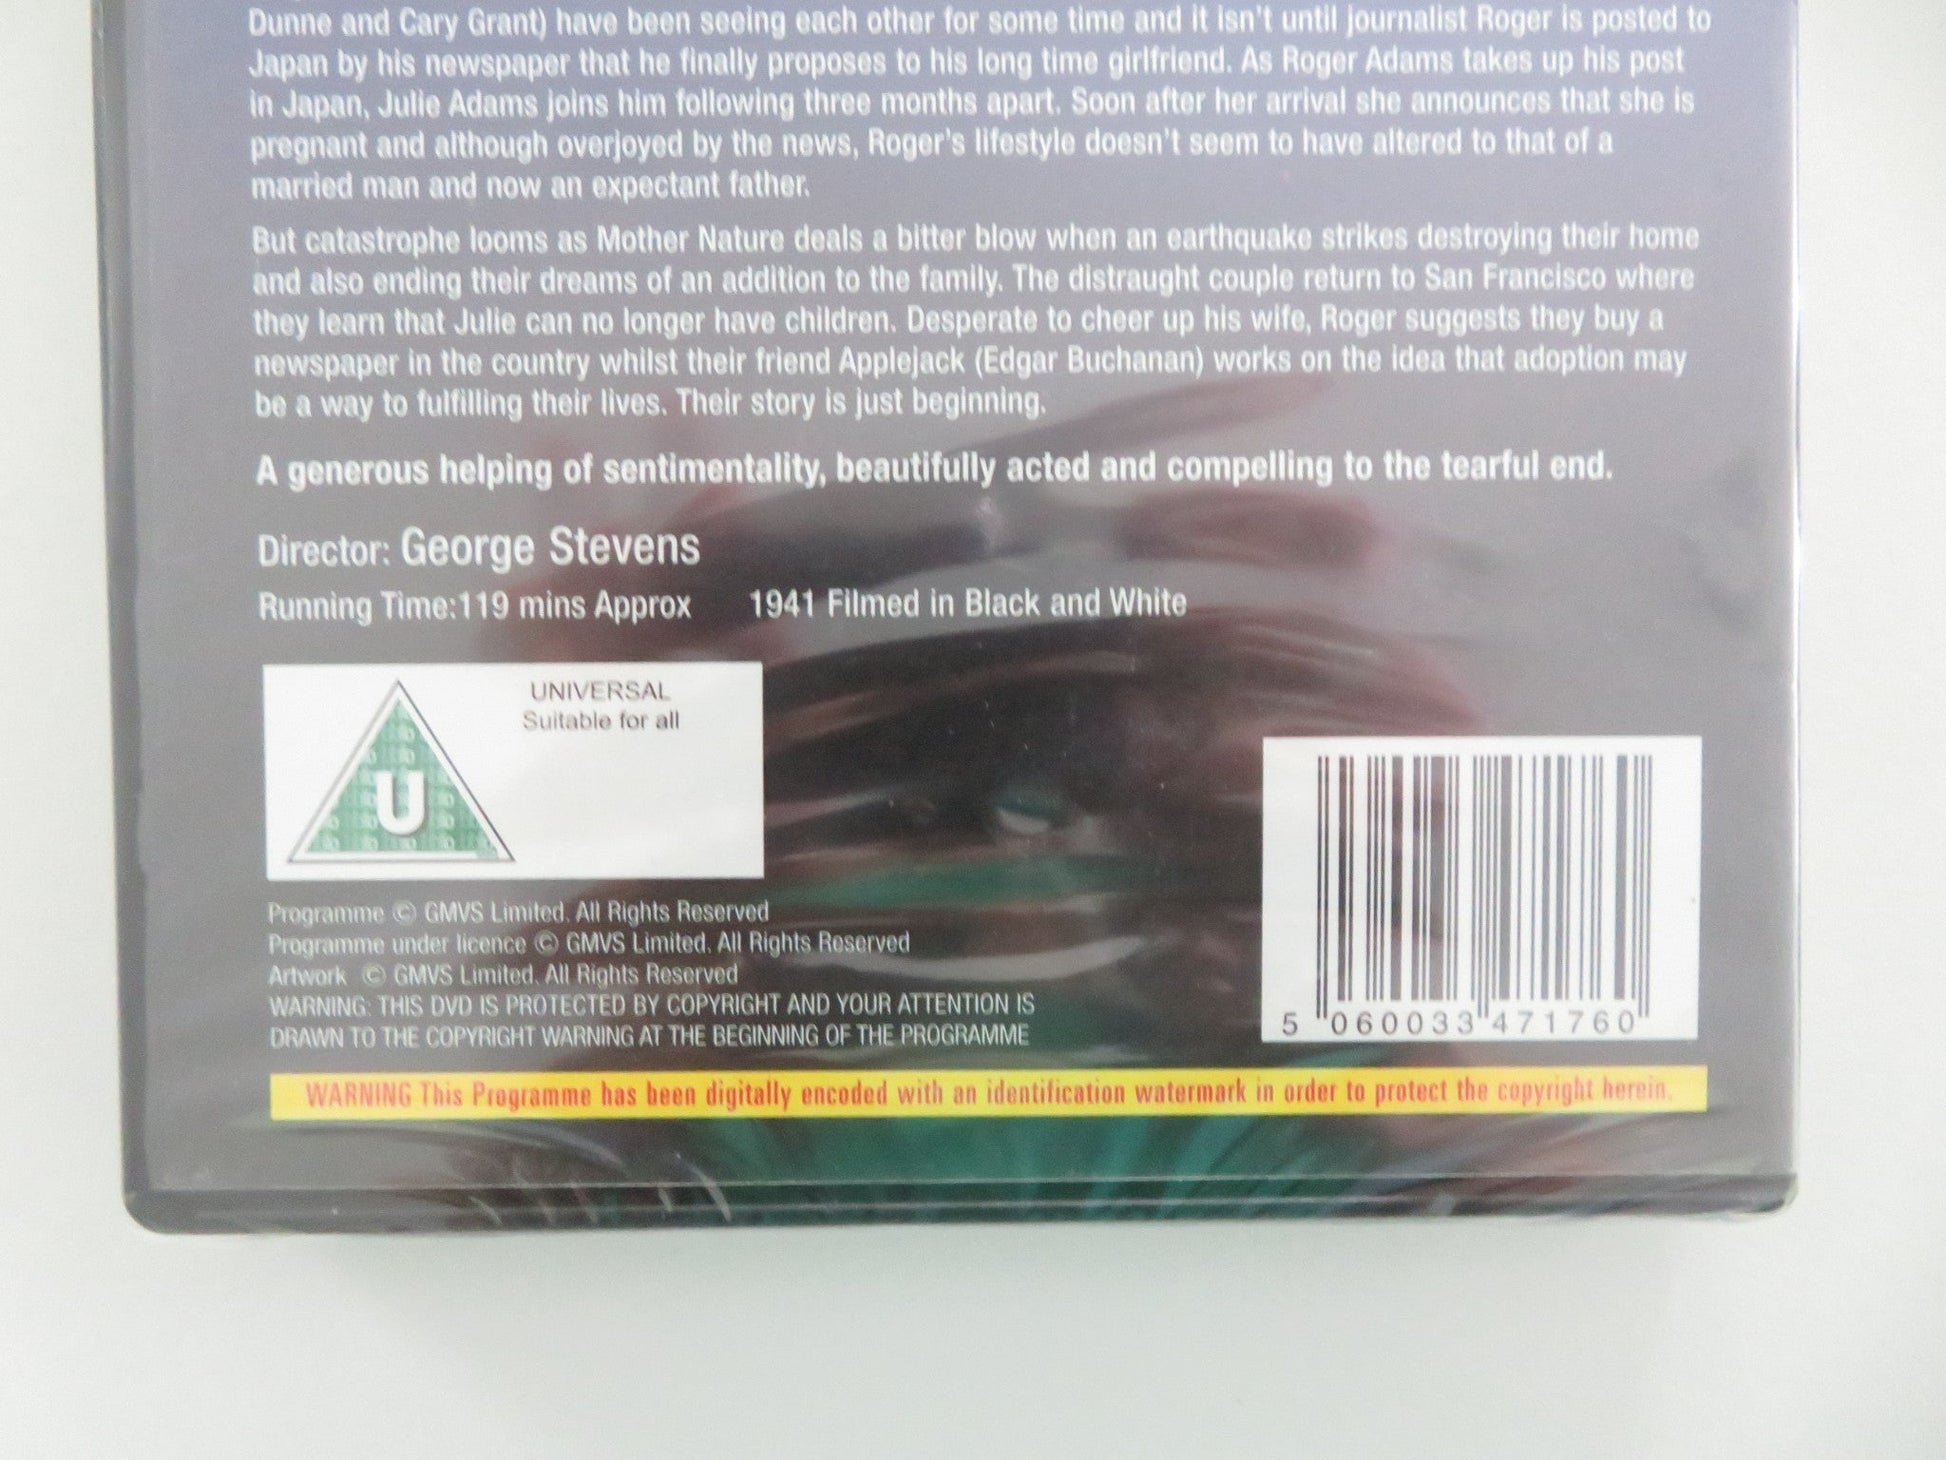 Dunne and Cary Grant) have been seeing each other for some time and it isn't until journalist Roger is posted to
Japan by his newspaper that he finally proposes to his long time girlfriend. As Roger Adams takes up his post
in Japan, Julie Adams joins him following three months apart. Soon after her arrival she announces that she is
pregnant and although overjoyed by the news, Roger's lifestyle doesn't seem to have altered to that of a
married man and now an expectant father.
But catastrophe looms as Mother Nature deals a bitter blow when an earthquake strikes destroying their home
and also ending their dreams of an addition to the family. The distraught couple return to San Francisco where
they learn that Julie can no longer have children. Desperate to cheer up his wife, Roger suggests they buy a
newspaper in the country whilst their friend Applejack (Edgar Buchanan) works on the idea that adoption may
be a way to fulfilling their lives. Their story is just beginning.
A generous helping of sentimentality, beautifully acted and compelling to the tearful end.
Director: George Stevens
Running Time:119 mins Approx 1941 Filmed in Black and White
UNIVERSAL
Suitable for all
U
Programme © GMVS Limited. All Rights Reserved
Programme under licence © GMVS Limited. All Rights Reserved
Artwork © GMVS Limited. All Rights Reserved
WARNING: THIS DVD IS PROTECTED BY COPYRIGHT AND YOUR ATTENTION IS
DRAWN TO THE COPYRIGHT WARNING AT THE BEGINNING OF THE PROGRAMME
5 060033 471760
WARNING This Programme has been digitally encoded with an identification watermark in order to protect the copyright herein.